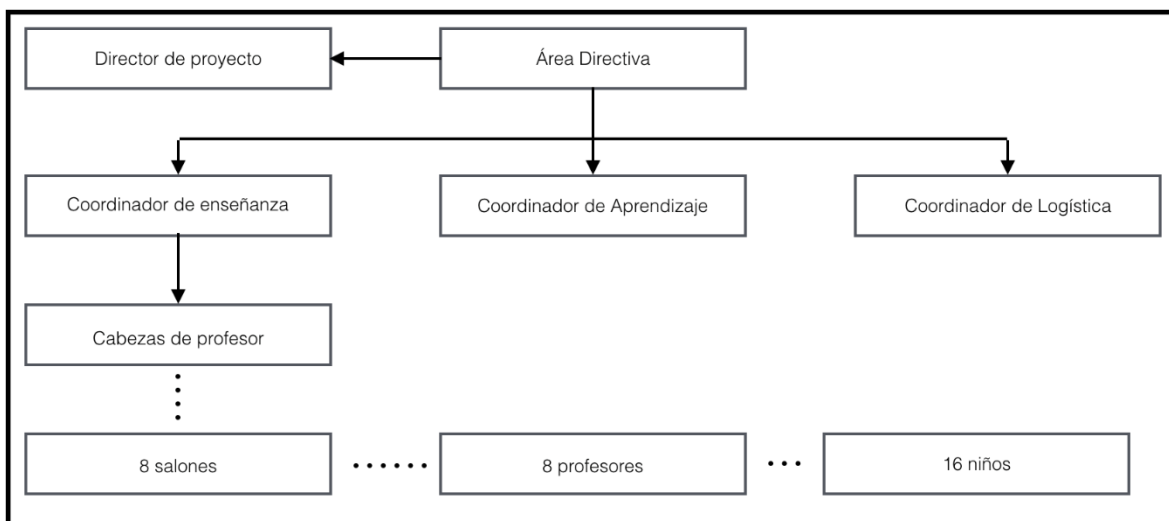 Director de proyecto
Área Directiva
Coordinador de enseñanza
Coordinador de Aprendizaje
Coordinador de Logística
Cabezas de profesor
8 salones
8 profesores
16 niños